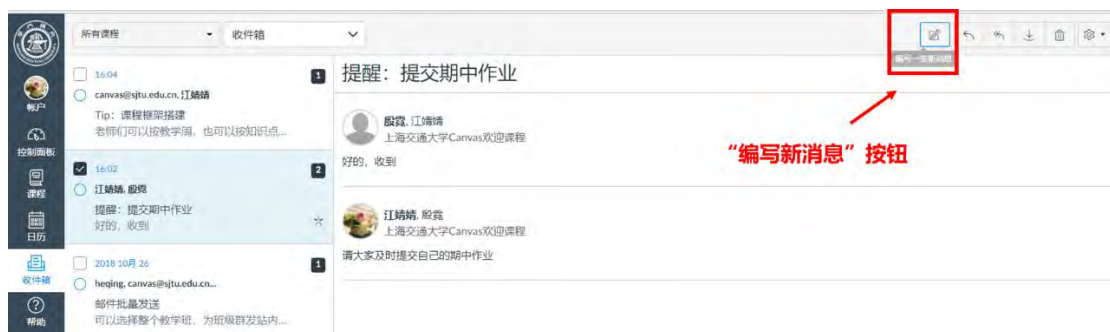 所有课程
收件箱
编写一条新消息
帐户
控制面板
课程
日历
收件箱
帮助
16:04
1
canvas@sjtu.edu.cn, 江婧婧
Tip：课程框架搭建
老师们可以按教学周，也可以按知识点...
16:02
2
江婧婧, 殷霓
提醒：提交期中作业
好的，收到
2018 10月 26
1
heqing, canvas@sjtu.edu.cn...
邮件批量发送
可以选择整个教学班，为班级群发站内...
提醒：提交期中作业
殷霓, 江婧婧
上海交通大学Canvas欢迎课程
好的，收到
江婧婧, 殷霓
上海交通大学Canvas欢迎课程
请大家及时提交自己的期中作业
“编写新消息”按钮